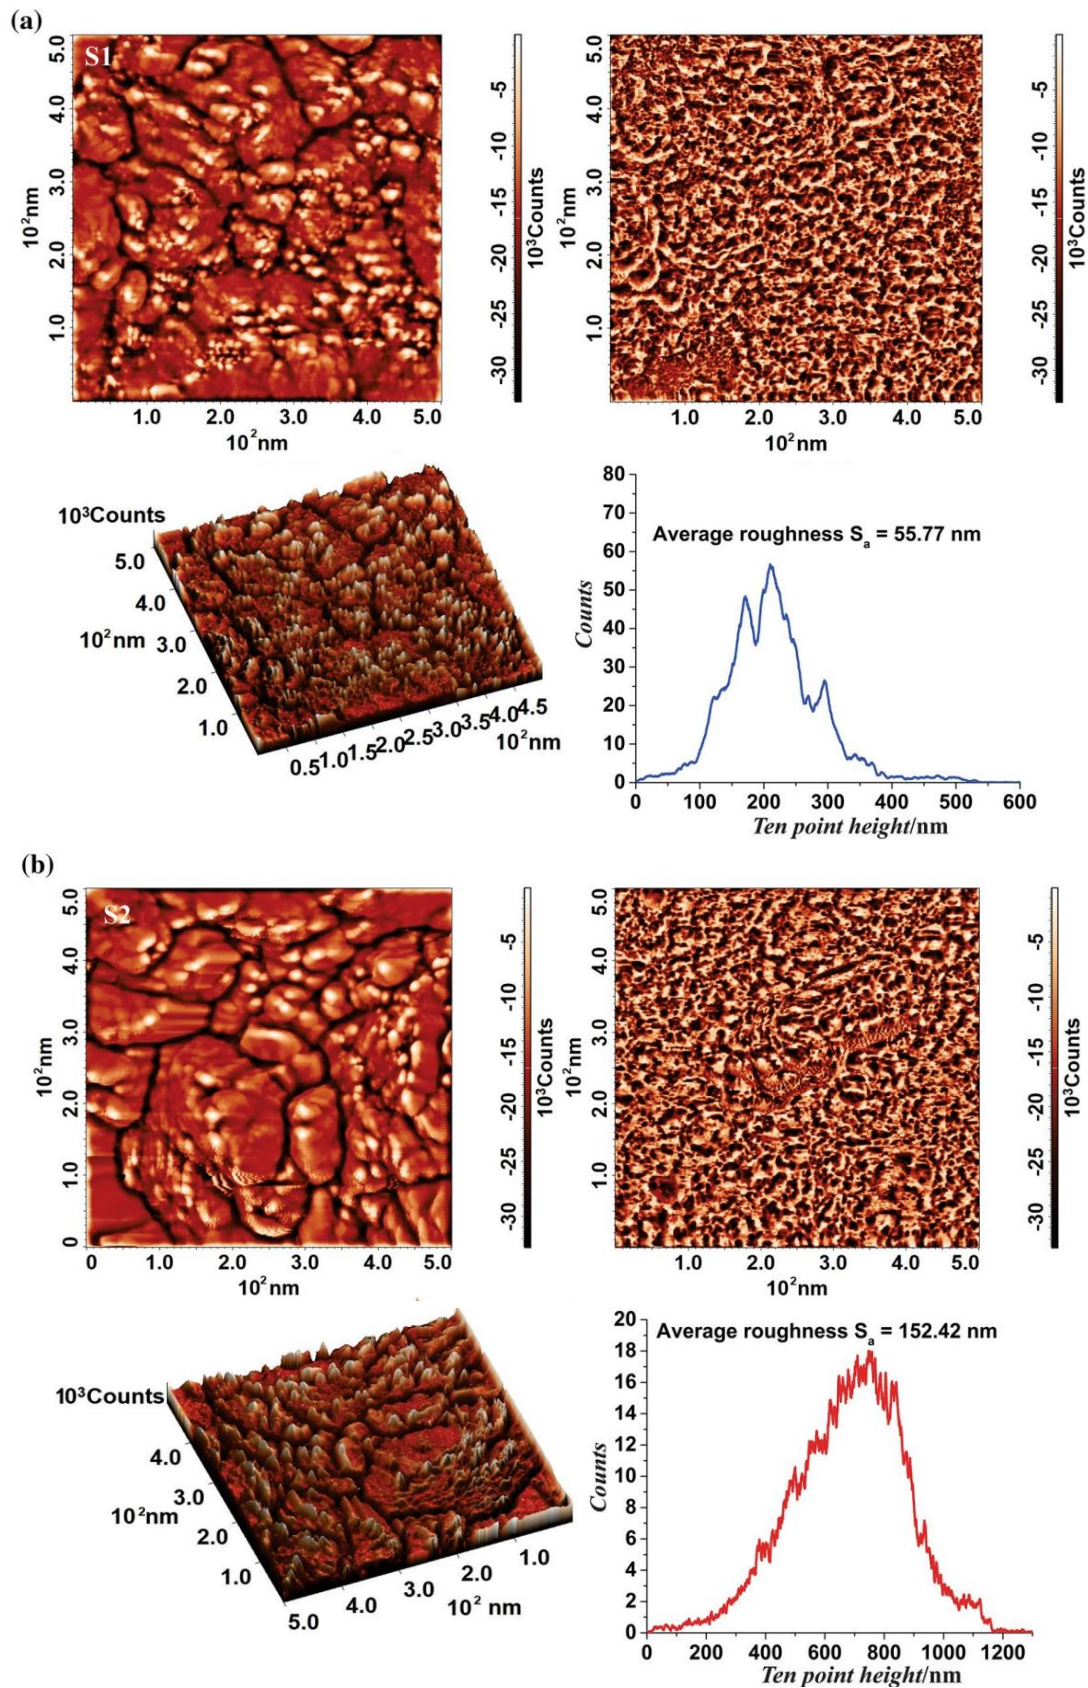 (a)
S1
5.0
4.0
3.0
2.0
1.0
10²nm
1.0 2.0 3.0 4.0 5.0
10²nm
-5
-10
-15
-20
-25
-30
10³Counts
5.0
4.0
3.0
2.0
1.0
10²nm
1.0 2.0 3.0 4.0 5.0
10²nm
-5
-10
-15
-20
-25
-30
10³Counts
10³Counts
5.0
4.0
3.0
2.0
1.0
10²nm
0.5 1.0 1.5 2.0 2.5 3.0 3.5 4.0 4.5
10²nm
80
70
60
50
40
30
20
10
0
Counts
Average roughness Sₐ = 55.77 nm
0 100 200 300 400 500 600
Ten point height/nm
(b)
S2
5.0
4.0
3.0
2.0
1.0
0
10²nm
0 1.0 2.0 3.0 4.0 5.0
10²nm
-5
-10
-15
-20
-25
-30
10³Counts
5.0
4.0
3.0
2.0
1.0
10²nm
1.0 2.0 3.0 4.0 5.0
10²nm
-5
-10
-15
-20
-25
-30
10³Counts
10³Counts
4.0
3.0
2.0
1.0
10²nm
5.0 4.0 3.0 2.0 1.0
10² nm
20
18
16
14
12
10
8
6
4
2
0
Counts
Average roughness Sₐ = 152.42 nm
0 200 400 600 800 1000 1200
Ten point height/nm